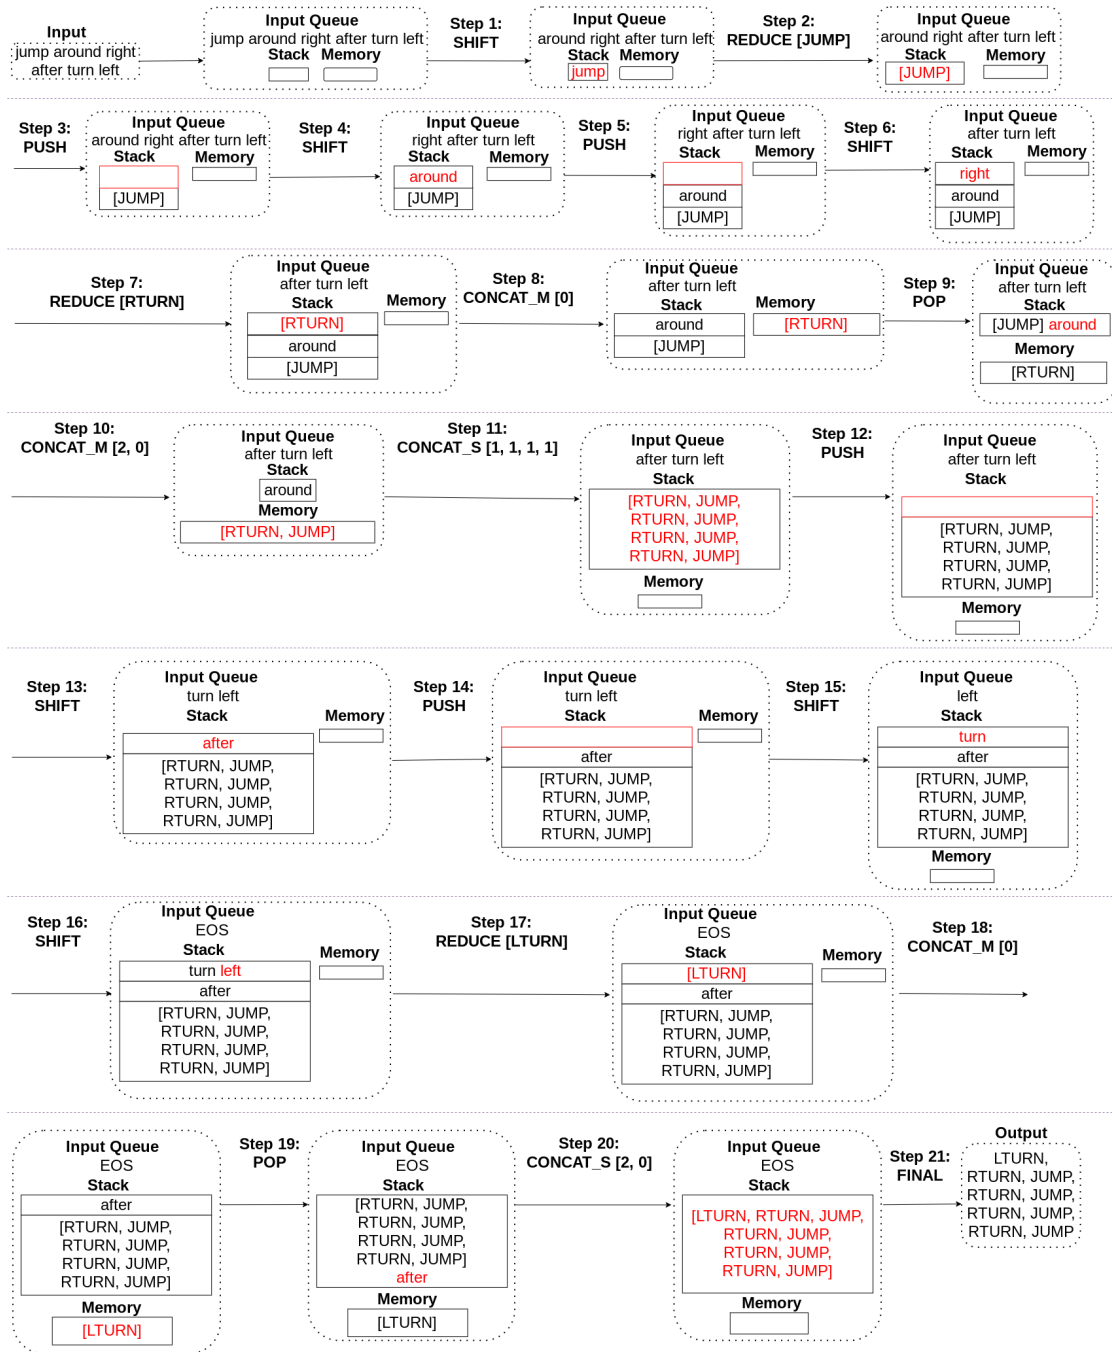 Input
jump around right
after turn left
Input Queue
jump around right after turn left
Stack Memory
Step 1:
SHIFT
Input Queue
around right after turn left
Stack Memory
jump
Step 2:
REDUCE [JUMP]
Input Queue
around right after turn left
Stack Memory
[JUMP]
Step 3:
PUSH
Input Queue
around right after turn left
Stack Memory
[JUMP]
Step 4:
SHIFT
Input Queue
right after turn left
Stack Memory
around
[JUMP]
Step 5:
PUSH
Input Queue
right after turn left
Stack Memory
around
[JUMP]
Step 6:
SHIFT
Input Queue
after turn left
Stack Memory
right
around
[JUMP]
Step 7:
REDUCE [RTURN]
Input Queue
after turn left
Stack Memory
[RTURN]
around
[JUMP]
Step 8:
CONCAT_M [0]
Input Queue
after turn left
Stack Memory
around [RTURN]
[JUMP]
Step 9:
POP
Input Queue
after turn left
Stack
[JUMP] around
Memory
[RTURN]
Step 10:
CONCAT_M [2, 0]
Input Queue
after turn left
Stack
around
Memory
[RTURN, JUMP]
Step 11:
CONCAT_S [1, 1, 1, 1]
Input Queue
after turn left
Stack
[RTURN, JUMP,
RTURN, JUMP,
RTURN, JUMP,
RTURN, JUMP]
Memory
Step 12:
PUSH
Input Queue
after turn left
Stack
[RTURN, JUMP,
RTURN, JUMP,
RTURN, JUMP,
RTURN, JUMP]
Memory
Step 13:
SHIFT
Input Queue
turn left
Stack Memory
after
[RTURN, JUMP,
RTURN, JUMP,
RTURN, JUMP,
RTURN, JUMP]
Step 14:
PUSH
Input Queue
turn left
Stack Memory
after
[RTURN, JUMP,
RTURN, JUMP,
RTURN, JUMP,
RTURN, JUMP]
Step 15:
SHIFT
Input Queue
left
Stack
turn
after
[RTURN, JUMP,
RTURN, JUMP,
RTURN, JUMP,
RTURN, JUMP]
Memory
Step 16:
SHIFT
Input Queue
EOS
Stack Memory
turn left
after
[RTURN, JUMP,
RTURN, JUMP,
RTURN, JUMP,
RTURN, JUMP]
Step 17:
REDUCE [LTURN]
Input Queue
EOS
Stack Memory
[LTURN]
after
[RTURN, JUMP,
RTURN, JUMP,
RTURN, JUMP,
RTURN, JUMP]
Step 18:
CONCAT_M [0]
Input Queue
EOS
Stack
after
[RTURN, JUMP,
RTURN, JUMP,
RTURN, JUMP,
RTURN, JUMP]
Memory
[LTURN]
Step 19:
POP
Input Queue
EOS
Stack
[RTURN, JUMP,
RTURN, JUMP,
RTURN, JUMP,
RTURN, JUMP]
after
Memory
[LTURN]
Step 20:
CONCAT_S [2, 0]
Input Queue
EOS
Stack
[LTURN, RTURN, JUMP,
RTURN, JUMP,
RTURN, JUMP,
RTURN, JUMP]
Memory
Step 21:
FINAL
Output
LTURN,
RTURN, JUMP,
RTURN, JUMP,
RTURN, JUMP,
RTURN, JUMP